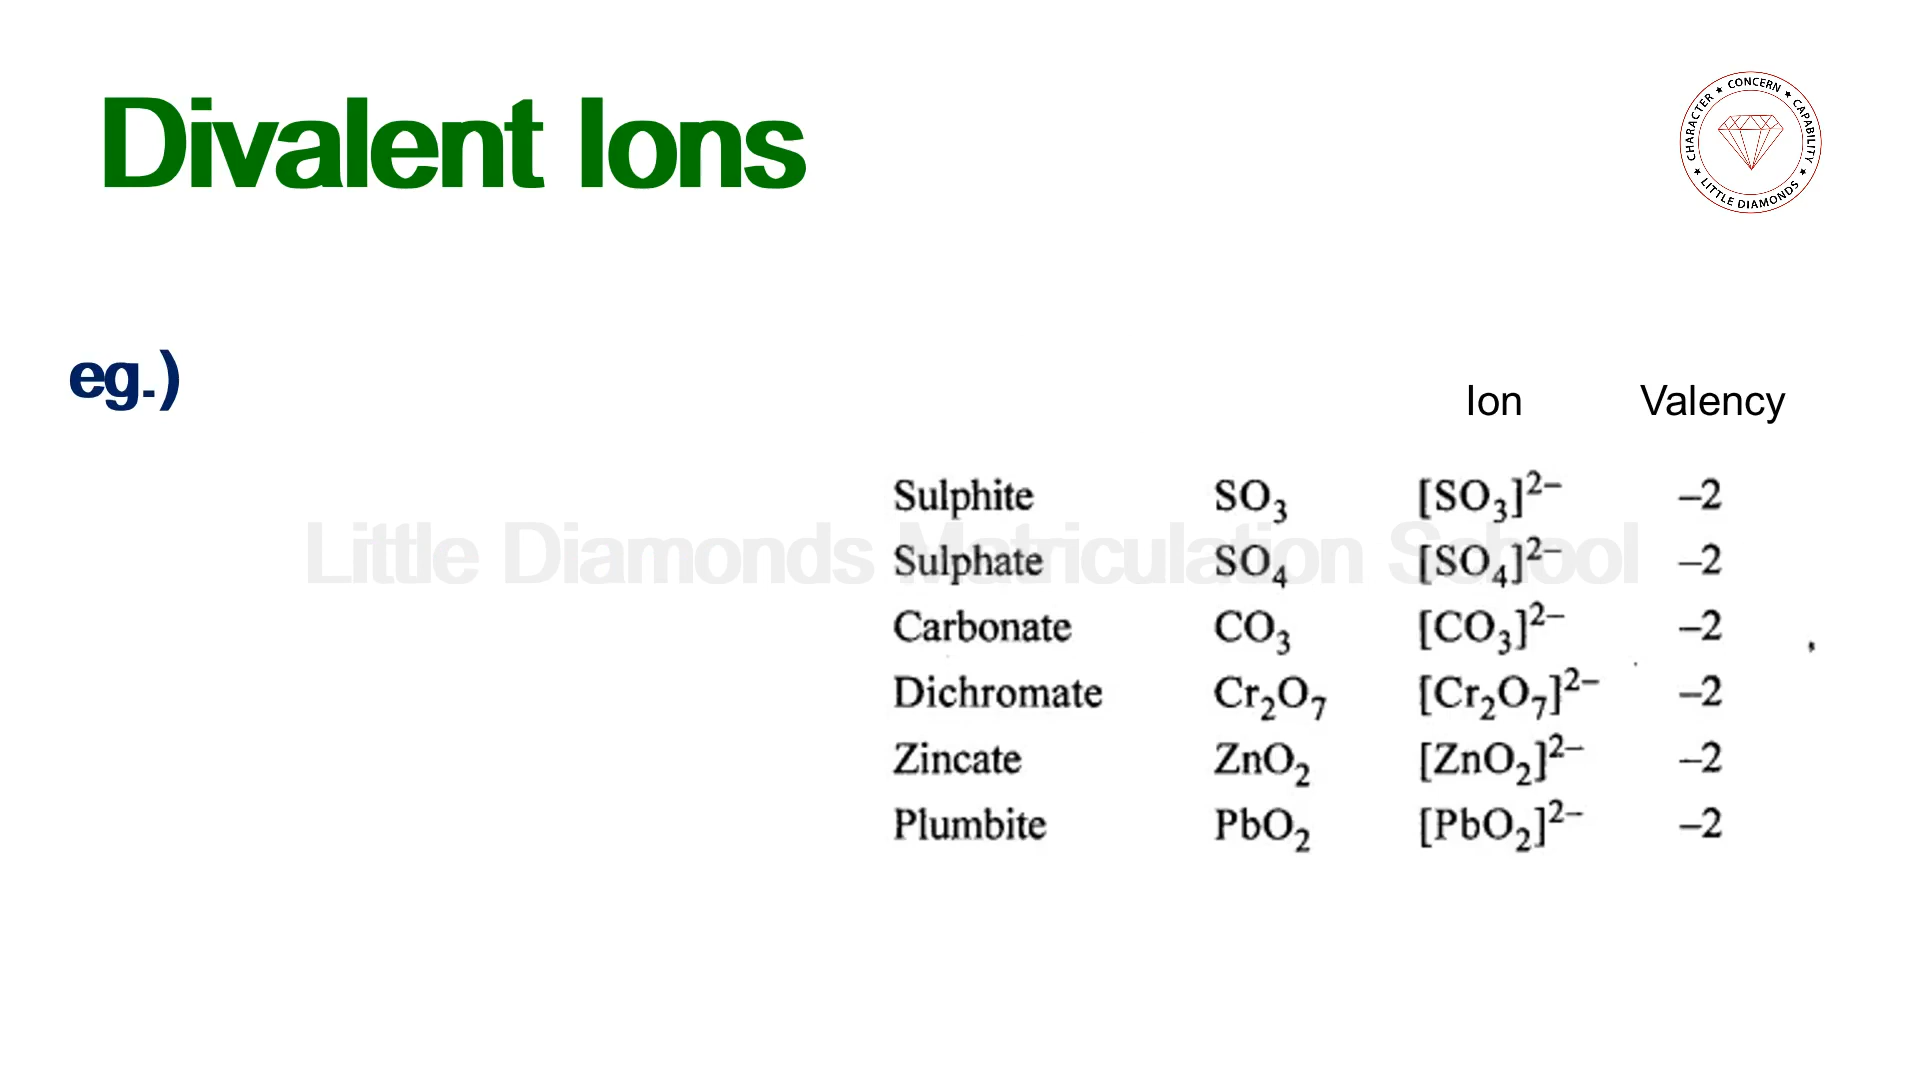 Divalent Ions
CHARACTER ★ CONCERN ★ CAPABILITY ★ LITTLE DIAMONDS ★
eg.)
Ion Valency
Sulphite SO₃ [SO₃]²⁻ –2
Little Diamonds Matriculation School
Sulphate SO₄ [SO₄]²⁻ –2
Carbonate CO₃ [CO₃]²⁻ –2
Dichromate Cr₂O₇ [Cr₂O₇]²⁻ –2
Zincate ZnO₂ [ZnO₂]²⁻ –2
Plumbite PbO₂ [PbO₂]²⁻ –2